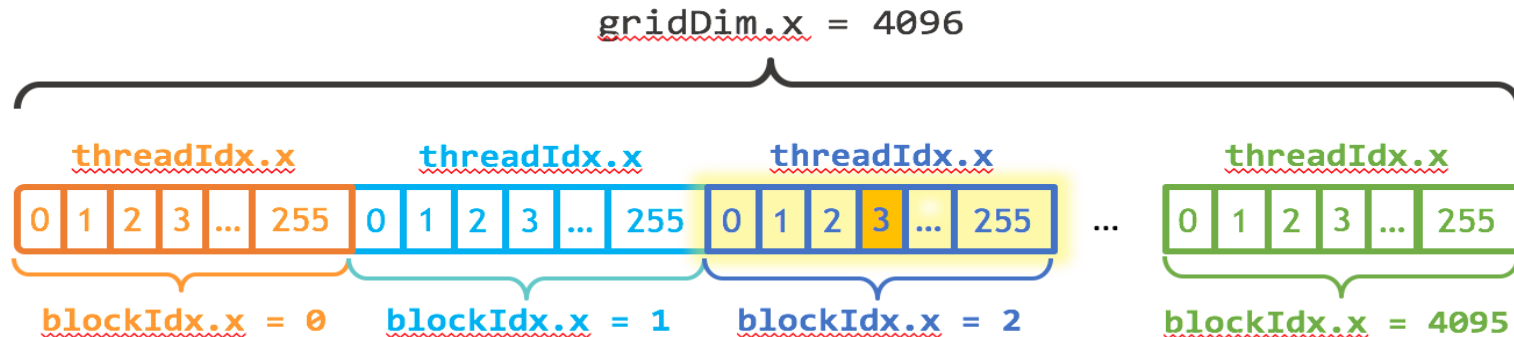 gridDim.x = 4096
threadIdx.x threadIdx.x threadIdx.x threadIdx.x
0 1 2 3 ... 255 0 1 2 3 ... 255 0 1 2 3 ... 255 ... 0 1 2 3 ... 255
blockIdx.x = 0 blockIdx.x = 1 blockIdx.x = 2 blockIdx.x = 4095